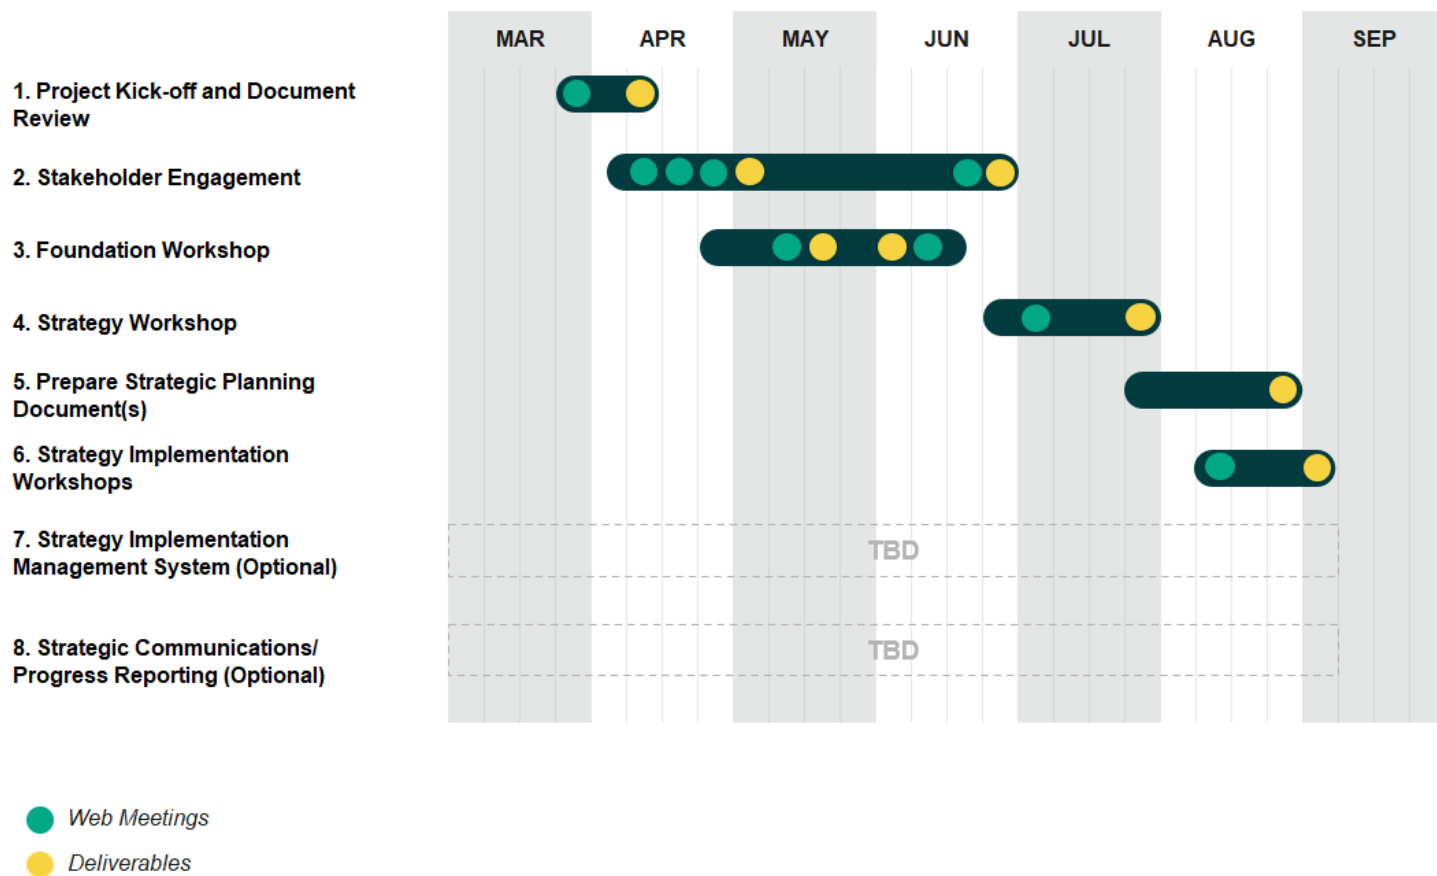 MAR APR MAY JUN JUL AUG SEP
1. Project Kick-off and Document
Review
2. Stakeholder Engagement
3. Foundation Workshop
4. Strategy Workshop
5. Prepare Strategic Planning
Document(s)
6. Strategy Implementation
Workshops
7. Strategy Implementation
Management System (Optional)
TBD
8. Strategic Communications/
Progress Reporting (Optional)
TBD
Web Meetings
Deliverables